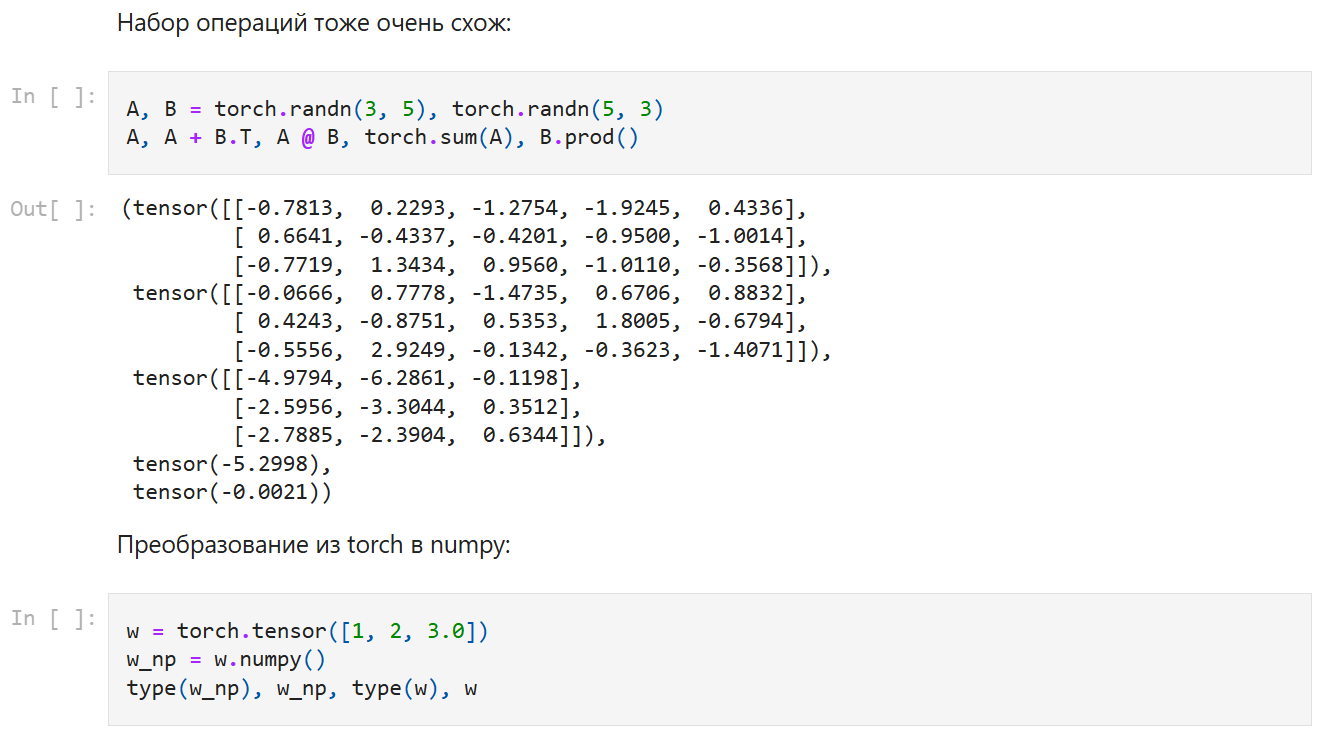 Набор операций тоже очень схож:
In [ ]:
A, B = torch.randn(3, 5), torch.randn(5, 3)
A, A + B.T, A @ B, torch.sum(A), B.prod()
Out[ ]:
(tensor([[-0.7813,  0.2293, -1.2754, -1.9245,  0.4336],
         [ 0.6641, -0.4337, -0.4201, -0.9500, -1.0014],
         [-0.7719,  1.3434,  0.9560, -1.0110, -0.3568]]),
 tensor([[-0.0666,  0.7778, -1.4735,  0.6706,  0.8832],
         [ 0.4243, -0.8751,  0.5353,  1.8005, -0.6794],
         [-0.5556,  2.9249, -0.1342, -0.3623, -1.4071]]),
 tensor([[-4.9794, -6.2861, -0.1198],
         [-2.5956, -3.3044,  0.3512],
         [-2.7885, -2.3904,  0.6344]]),
 tensor(-5.2998),
 tensor(-0.0021))
Преобразование из torch в numpy:
In [ ]:
w = torch.tensor([1, 2, 3.0])
w_np = w.numpy()
type(w_np), w_np, type(w), w